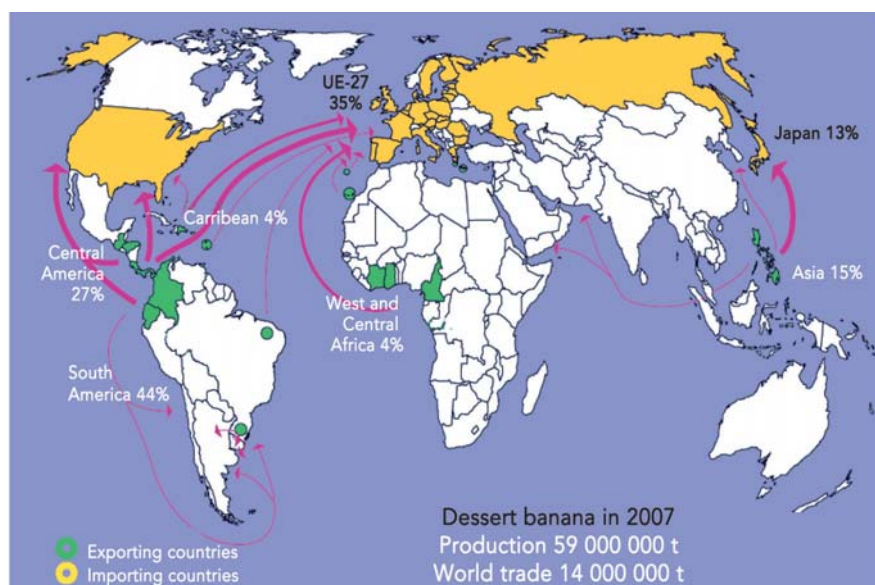 UE-27
35%
Japan 13%
Carribean 4%
Central
America
27%
Asia 15%
West and
Central
Africa 4%
South
America 44%
Dessert banana in 2007
Production 59 000 000 t
World trade 14 000 000 t
Exporting countries
Importing countries